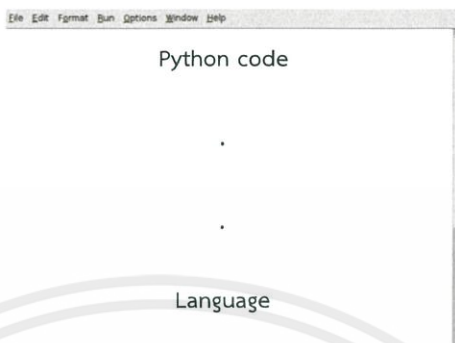 File Edit Format Run Options Window Help
Python code
.
.
Language